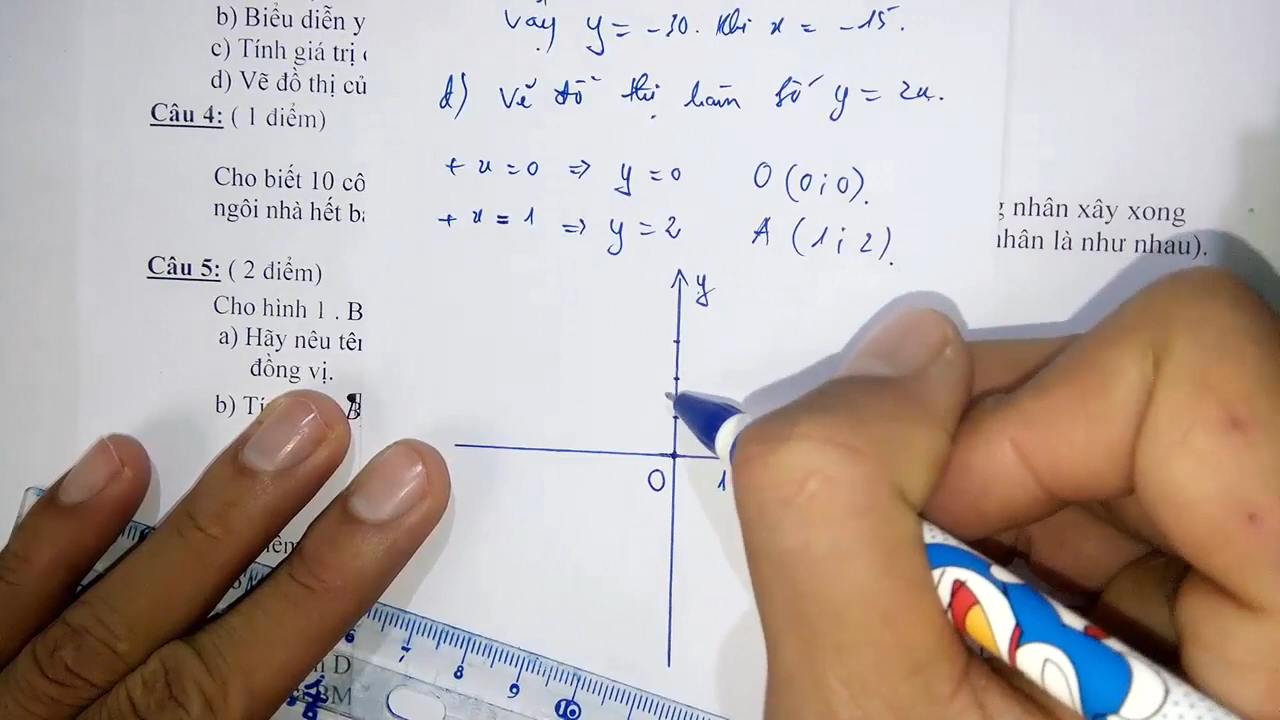 b) Biểu diễn y
c) Tính giá trị
d) Vẽ đồ thị củ
Câu 4: ( 1 điểm)
Cho biết 10 cô
ngôi nhà hết b
nhân xây xong
nhân là như nhau).
Câu 5: ( 2 điểm)
Cho hình 1 . B
a) Hãy nêu tên
đồng vị.
b) Tí
Vậy y = -30. Khi x = -15.
d) Vẽ đồ thị hàm số y = 2x.
+ x = 0 => y = 0 O (0; 0).
+ x = 1 => y = 2 A (1; 2).
y
O 1
6 7 8 9 10
D
BM